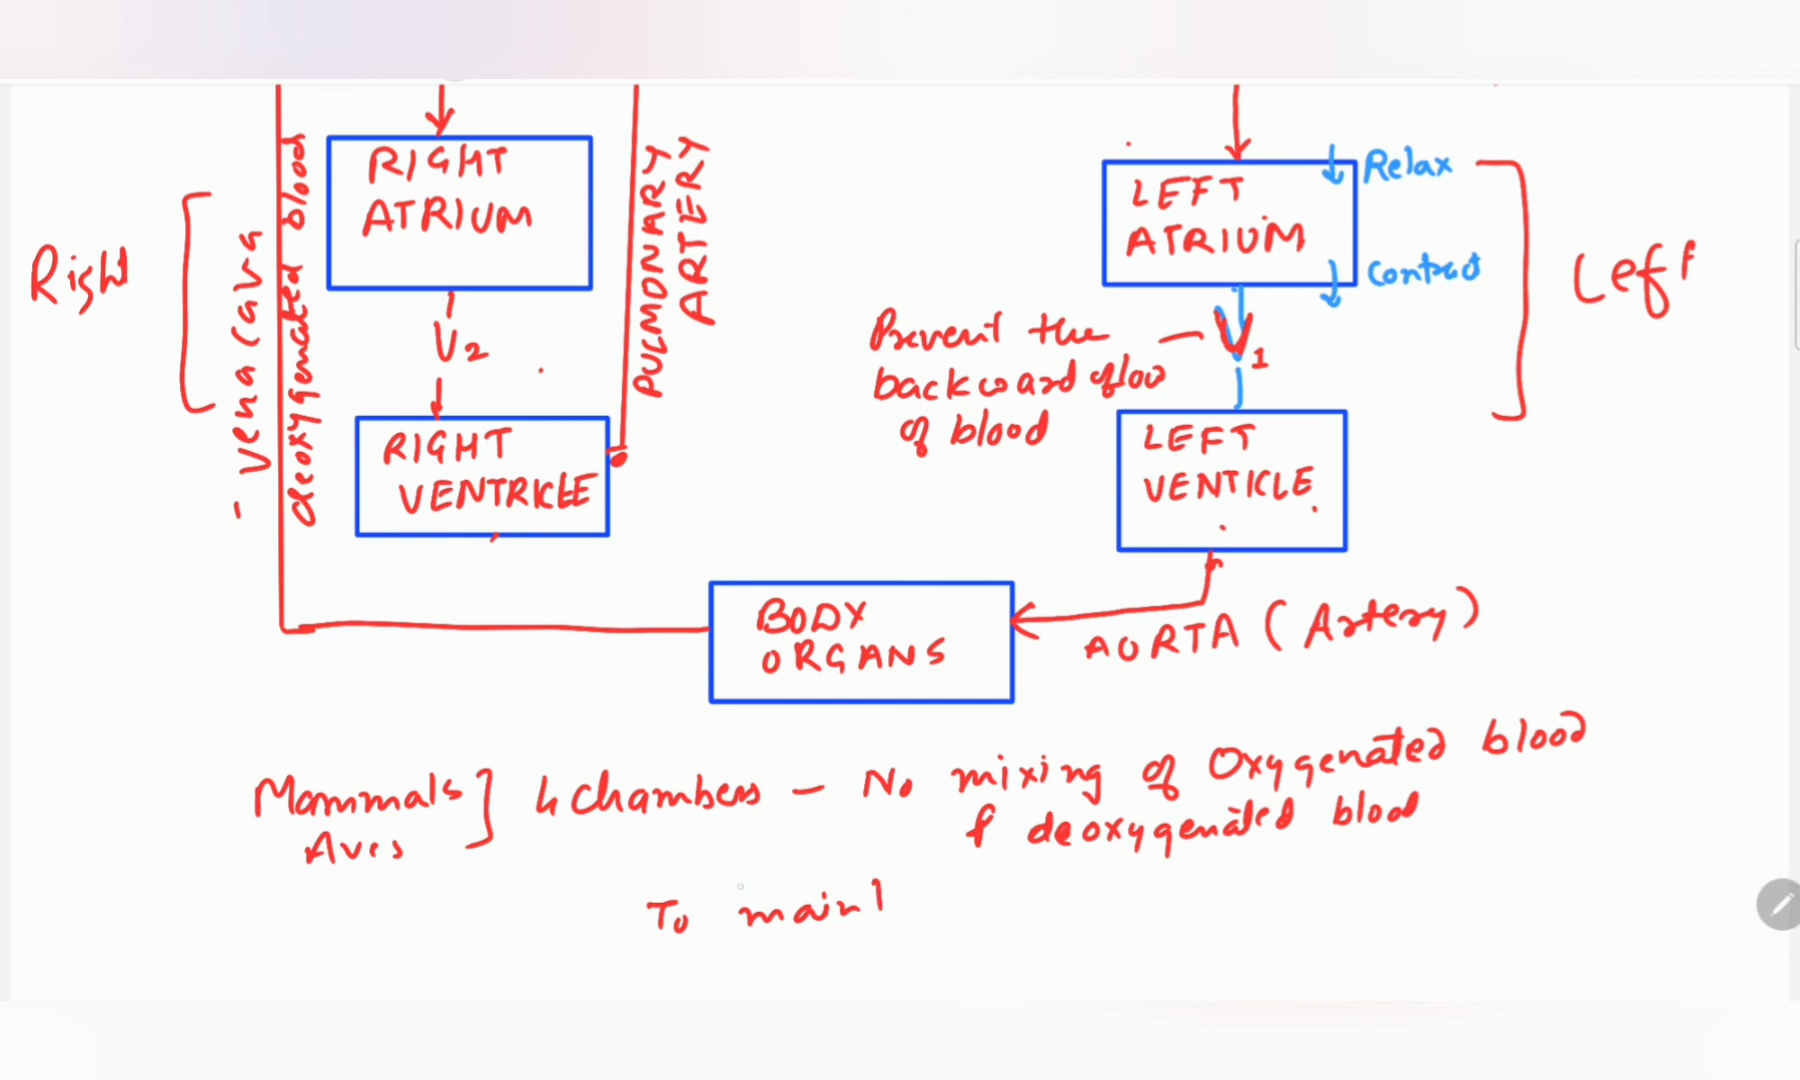 RIGHT
ATRIUM
Right
- vena cava
deoxygenated blood
V2
RIGHT
VENTRICLE
PULMONARY
ARTERY
LEFT
ATRIUM
Relax
Contract
Left
Prevent the
backward flow
of blood
V1
LEFT
VENTICLE
BODY
ORGANS
AORTA (Artery)
Mammals
Aves
4 Chambers - No mixing of Oxygenated blood
& deoxygenated blood
To main